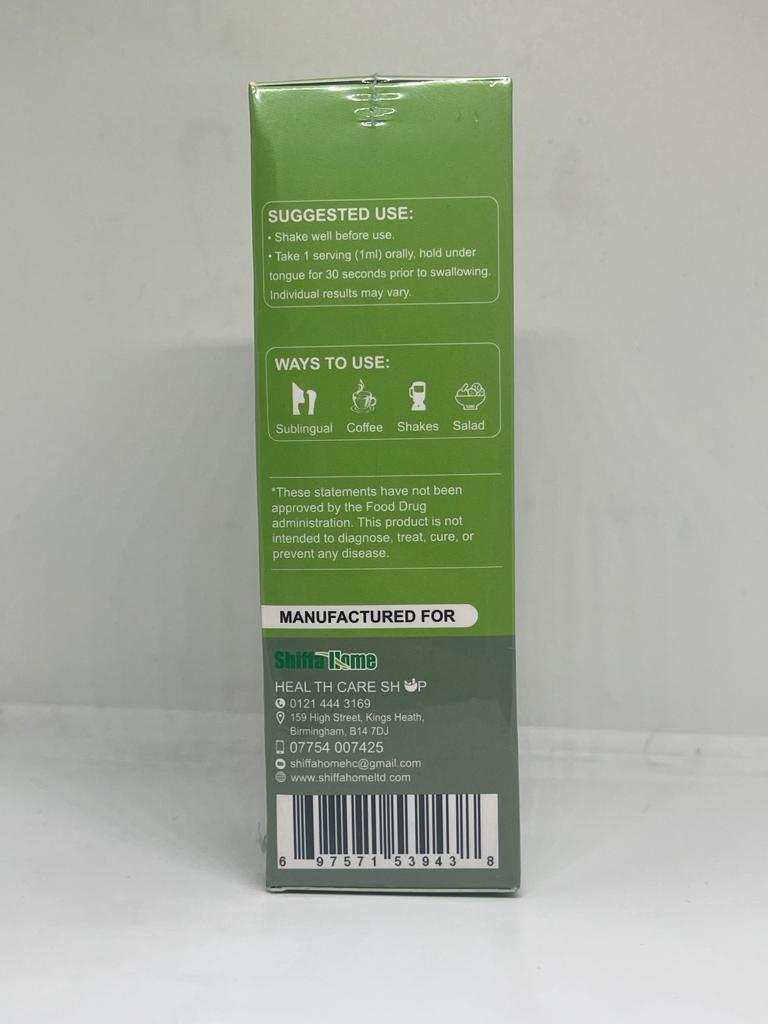 SUGGESTED USE:
• Shake well before use.
• Take 1 serving (1ml) orally, hold under
tongue for 30 seconds prior to swallowing.
Individual results may vary.
WAYS TO USE:
Sublingual Coffee Shakes Salad
*These statements have not been
approved by the Food Drug
administration. This product is not
intended to diagnose, treat, cure, or
prevent any disease.
MANUFACTURED FOR
Shiffa Home
HEAL TH CARE SHOP
0121 444 3169
159 High Street, Kings Heath,
Birmingham, B14 7DJ
07754 007425
shiffahomehc@gmail.com
www.shiffahomeltd.com
6 97571 53943 8